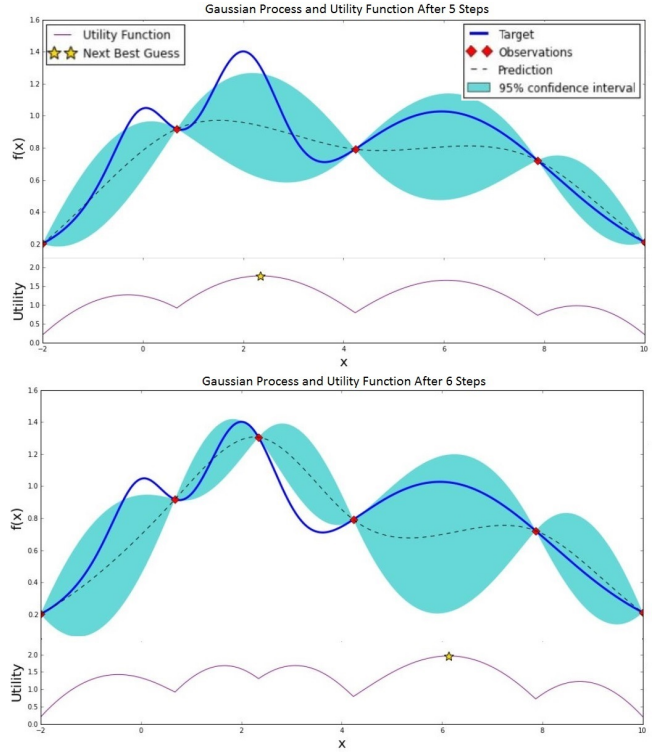 Gaussian Process and Utility Function After 5 Steps
1.6
Utility Function
Next Best Guess
Target
Observations
Prediction
95% confidence interval
1.4
1.2
1.0
0.8
0.6
0.4
0.2
f(x)
2.0
1.5
1.0
0.5
0.0
Utility
−2 0 2 4 6 8 10
x
Gaussian Process and Utility Function After 6 Steps
1.6
1.4
1.2
1.0
0.8
0.6
0.4
0.2
f(x)
2.0
1.5
1.0
0.5
0.0
Utility
−2 0 2 4 6 8 10
x